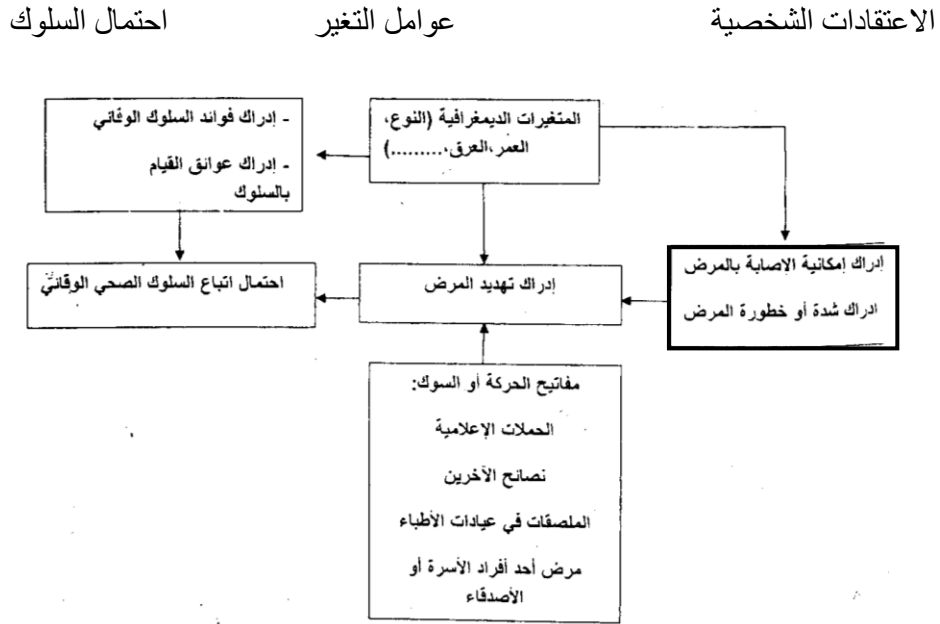 الاعتقادات الشخصية
عوامل التغير
احتمال السلوك
المتغيرات الديمغرافية (النوع،
العمر،العرق،.........)
- إدراك فوائد السلوك الوقائي
- إدراك عوائق القيام
بالسلوك
إدراك إمكانية الإصابة بالمرض
ادراك شدة أو خطورة المرض
إدراك تهديد المرض
احتمال اتباع السلوك الصحي الوقائي
مفاتيح الحركة أو السوك:
الحملات الإعلامية
نصائح الآخرين
الملصقات في عيادات الأطباء
مرض أحد أفراد الأسرة أو
الأصدقاء